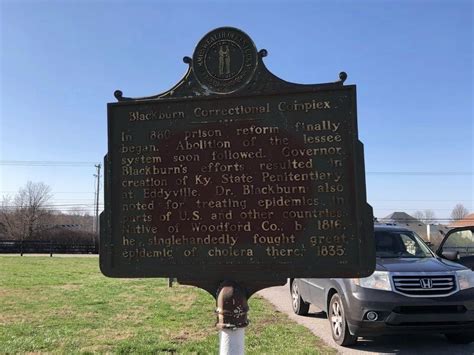 Blackburn Correctional Complex
In 1880 prison reform finally
began. Abolition of the lessee
system soon followed. Governor
Blackburn's efforts resulted in
creation of Ky. State Penitentiary
at Eddyville. Dr. Blackburn also
noted for treating epidemics in
parts of U.S. and other countries.
Native of Woodford Co., b. 1816,
he singlehandedly fought great
epidemic of cholera there, 1835.